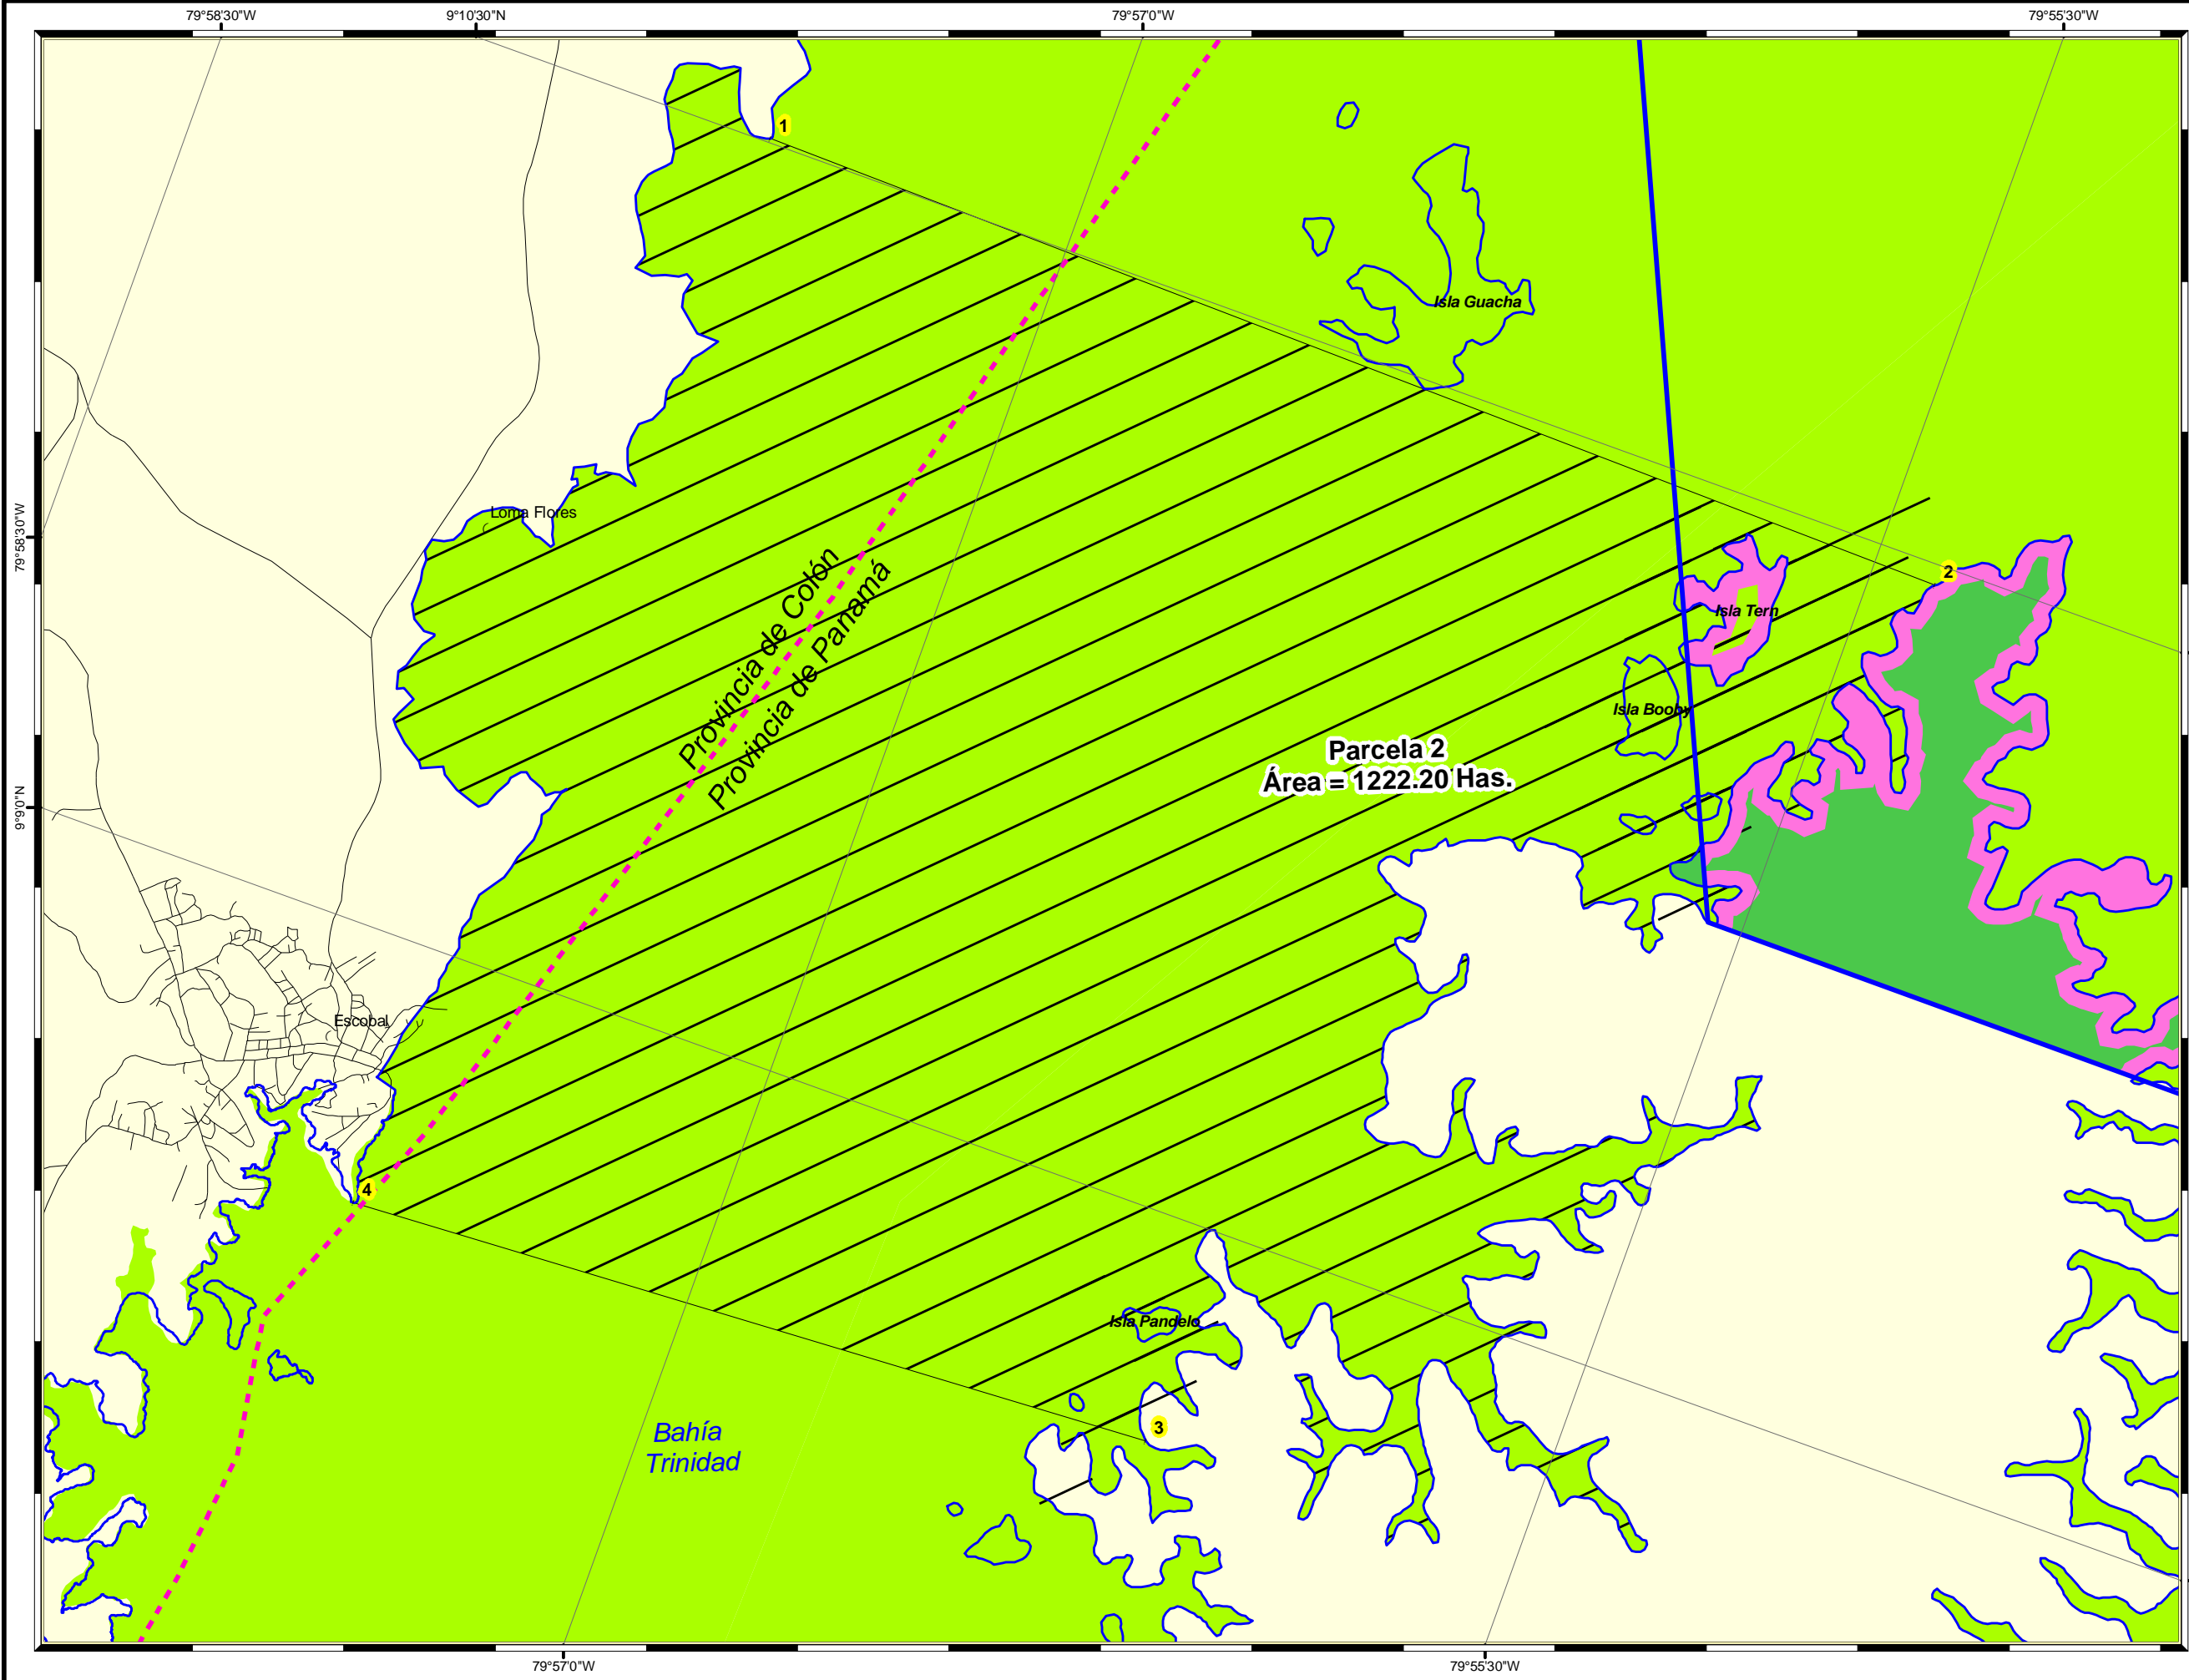 79°58'30"W
9°10'30"N
79°57'0"W
79°55'30"W
1
Isla Guacha
79°58'30"W
Loma Flores
2
Provincia de Colón
Provincia de Panamá
Isla Tern
Isla Booby
Parcela 2
Área = 1222.20 Has.
9°9'0"N
Escobal
4
Isla Pandelo
3
Bahía
Trinidad
79°57'0"W
79°55'30"W